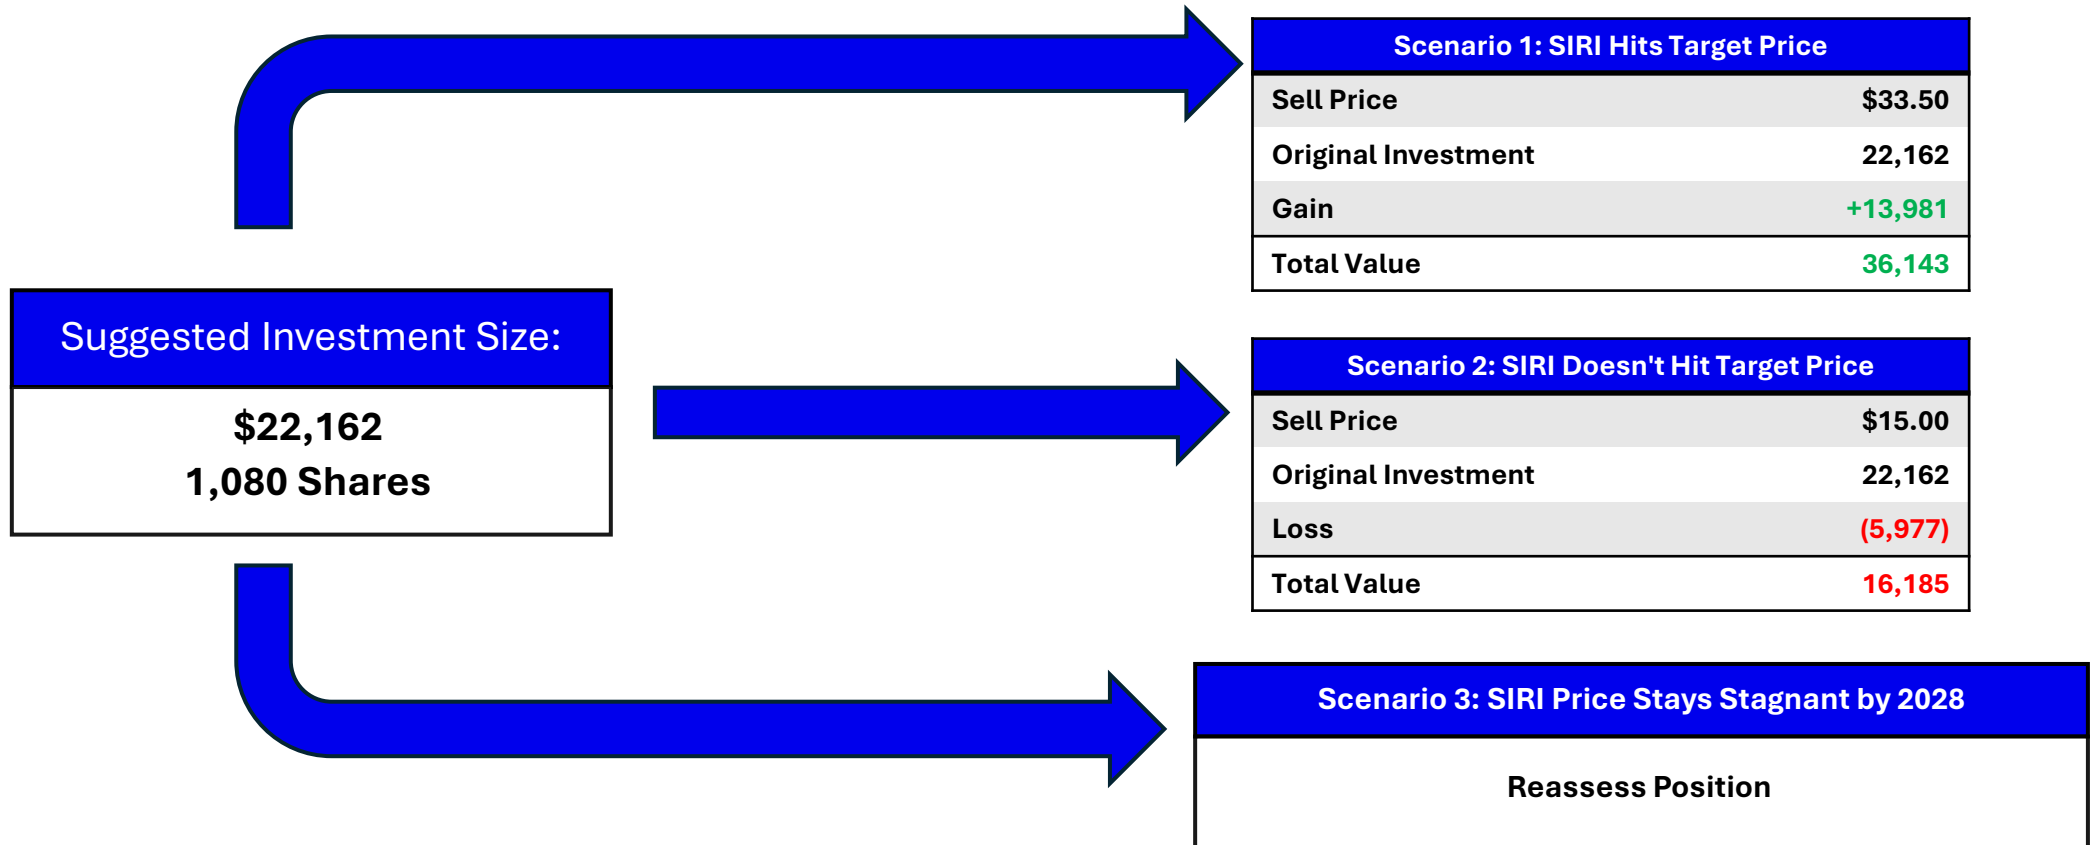 Scenario 1: SIRI Hits Target Price
Sell Price $33.50
Original Investment 22,162
Gain +13,981
Total Value 36,143
Suggested Investment Size:
$22,162
1,080 Shares
Scenario 2: SIRI Doesn't Hit Target Price
Sell Price $15.00
Original Investment 22,162
Loss (5,977)
Total Value 16,185
Scenario 3: SIRI Price Stays Stagnant by 2028
Reassess Position